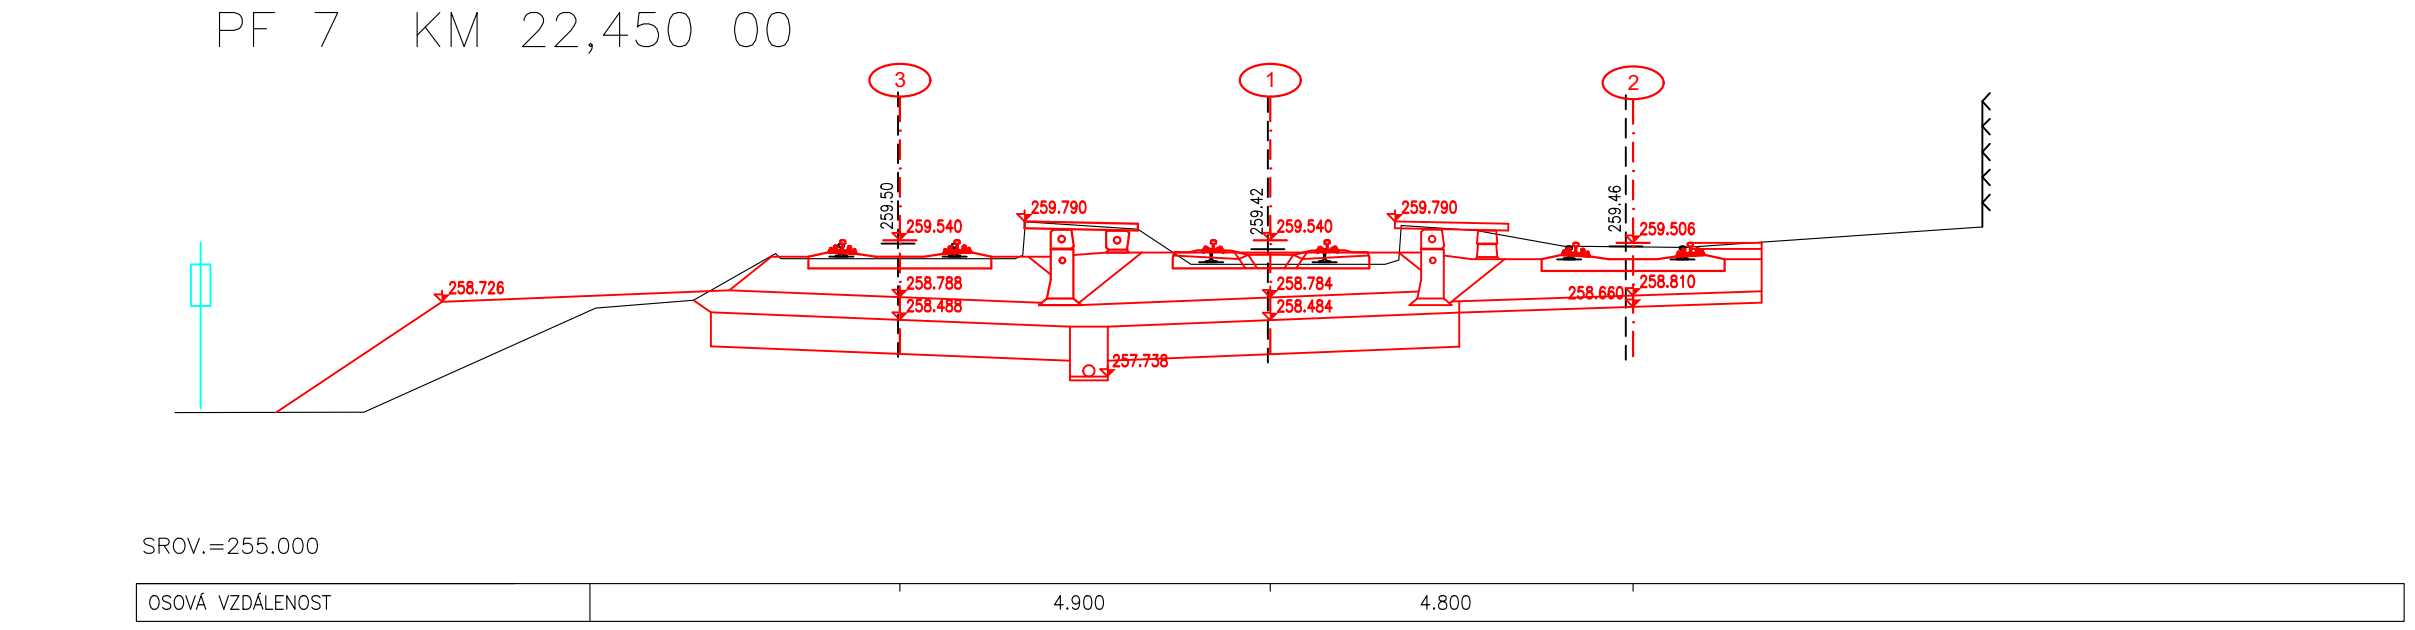 PF 7 KM 22,450 00
3 1 2
259.50 259.42 259.46
259.540 259.790 259.540 259.790 259.506
258.726 258.788 258.784 258.660 258.810
258.488 258.484
257.738
SROV.=255.000
OSOVÁ VZDÁLENOST 4.900 4.800